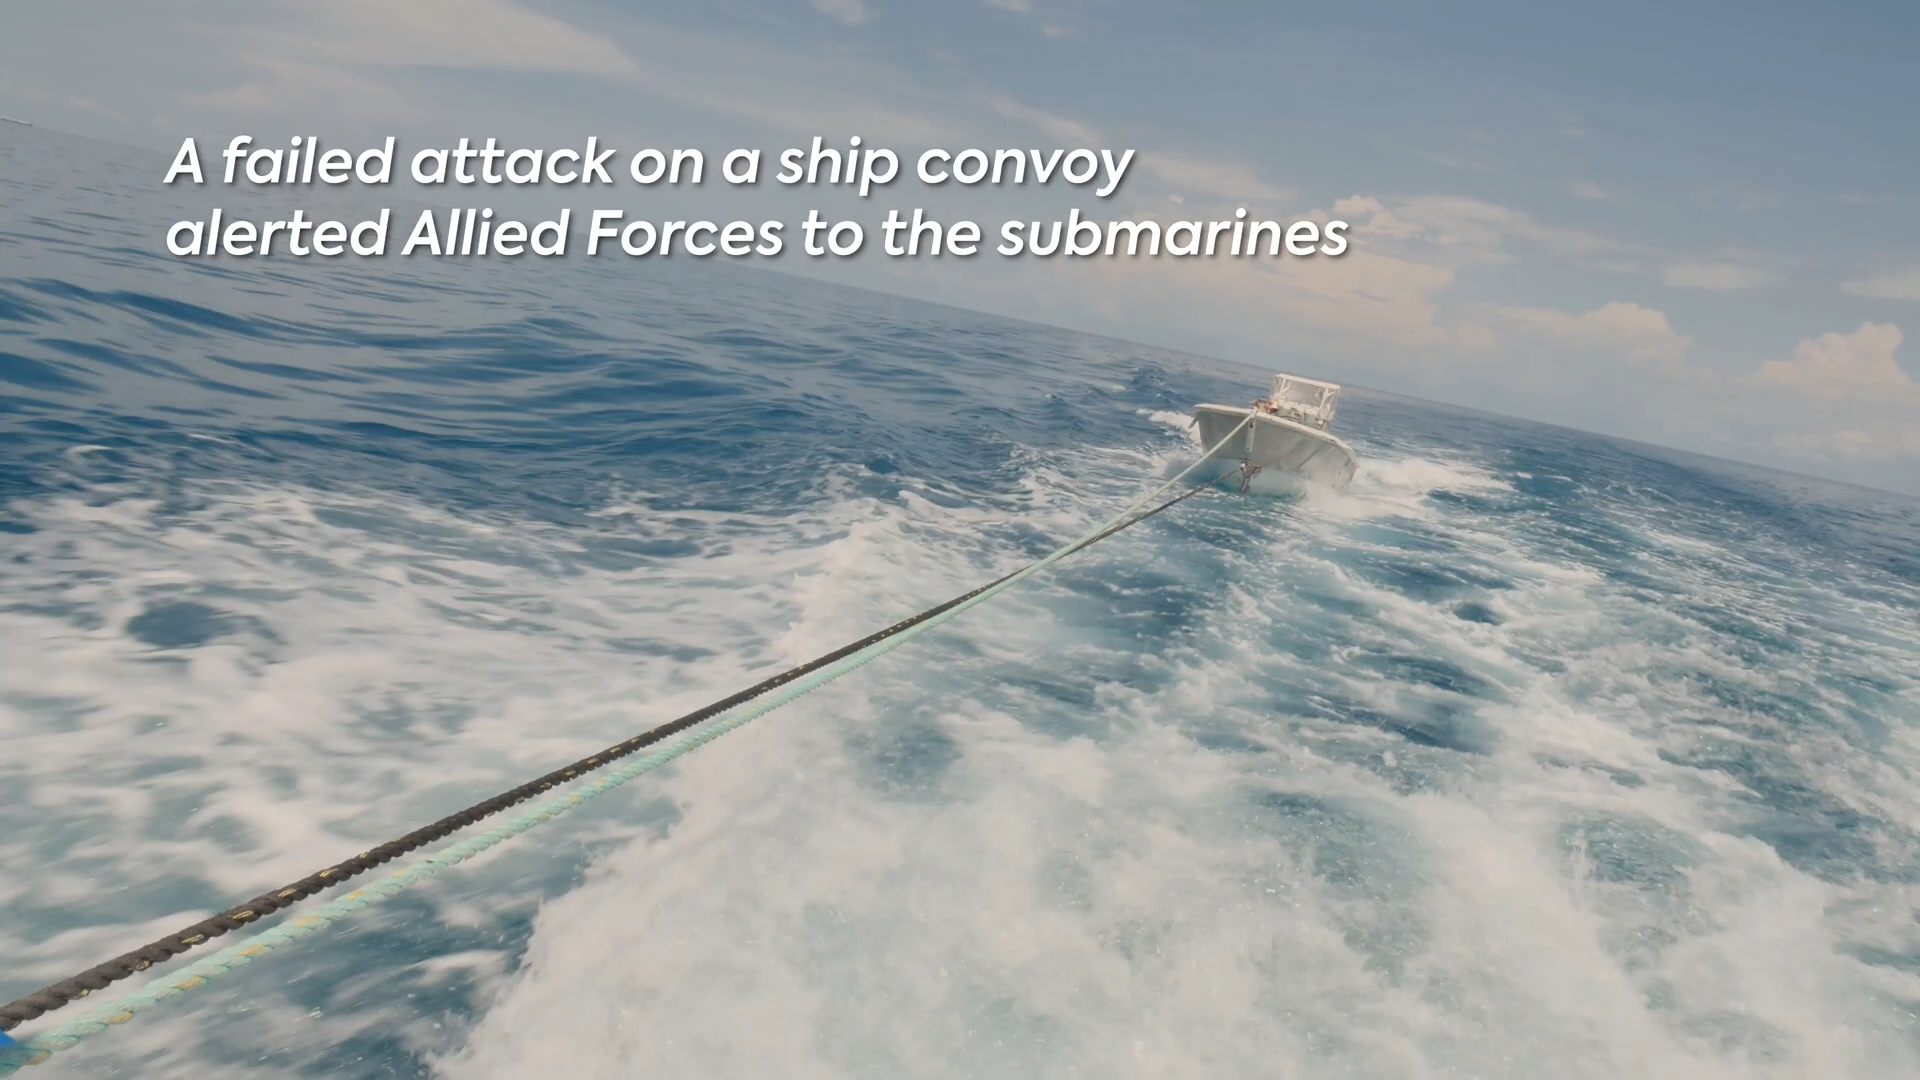 A failed attack on a ship convoy
alerted Allied Forces to the submarines